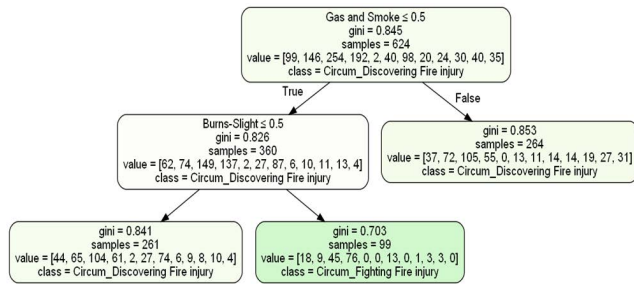 Gas and Smoke ≤ 0.5
gini = 0.845
samples = 624
value = [99, 146, 254, 192, 2, 40, 98, 20, 24, 30, 40, 35]
class = Circum_Discovering Fire injury
True
False
Burns-Slight ≤ 0.5
gini = 0.826
samples = 360
value = [62, 74, 149, 137, 2, 27, 87, 6, 10, 11, 13, 4]
class = Circum_Discovering Fire injury
gini = 0.853
samples = 264
value = [37, 72, 105, 55, 0, 13, 11, 14, 14, 19, 27, 31]
class = Circum_Discovering Fire injury
gini = 0.841
samples = 261
value = [44, 65, 104, 61, 2, 27, 74, 6, 9, 8, 10, 4]
class = Circum_Discovering Fire injury
gini = 0.703
samples = 99
value = [18, 9, 45, 76, 0, 0, 13, 0, 1, 3, 3, 0]
class = Circum_Fighting Fire injury